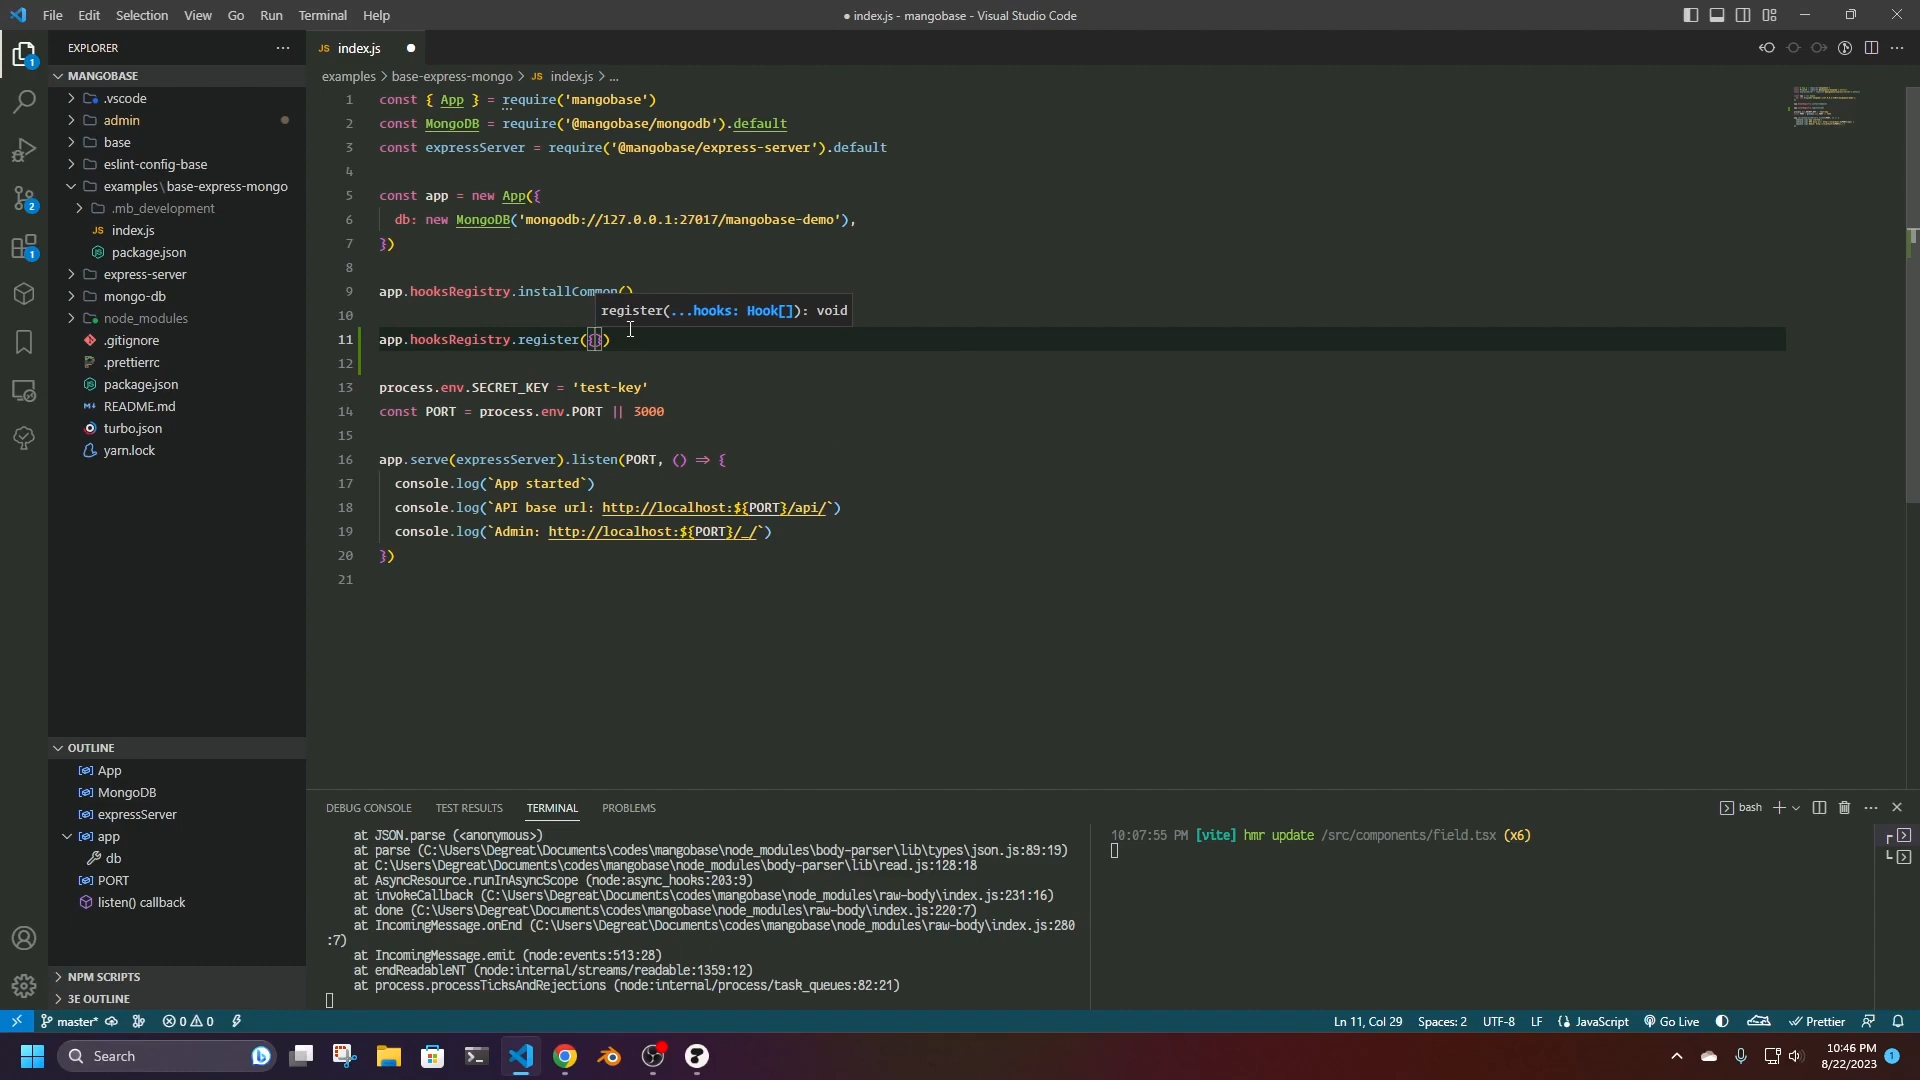 File Edit Selection View Go Run Terminal Help
● index.js - mangobase - Visual Studio Code
EXPLORER
MANGOBASE
.vscode
admin
base
eslint-config-base
examples\base-express-mongo
.mb_development
JS index.js
package.json
express-server
mongo-db
node_modules
.gitignore
.prettierrc
package.json
README.md
turbo.json
yarn.lock
OUTLINE
App
MongoDB
expressServer
app
db
PORT
listen() callback
NPM SCRIPTS
3E OUTLINE
JS index.js
examples > base-express-mongo > JS index.js > ...
1 const { App } = require('mangobase')
2 const MongoDB = require('@mangobase/mongodb').default
3 const expressServer = require('@mangobase/express-server').default
4
5 const app = new App({
6 db: new MongoDB('mongodb://127.0.0.1:27017/mangobase-demo'),
7 })
8
9 app.hooksRegistry.installCommon()
10
register(...hooks: Hook[]): void
11 app.hooksRegistry.register({})
12
13 process.env.SECRET_KEY = 'test-key'
14 const PORT = process.env.PORT || 3000
15
16 app.serve(expressServer).listen(PORT, () => {
17 console.log(`App started`)
18 console.log(`API base url: http://localhost:${PORT}/api/`)
19 console.log(`Admin: http://localhost:${PORT}/_/`)
20 })
21
DEBUG CONSOLE TEST RESULTS TERMINAL PROBLEMS
bash
at JSON.parse (<anonymous>)
at parse (C:\Users\Degreat\Documents\codes\mangobase\node_modules\body-parser\lib\types\json.js:89:19)
at C:\Users\Degreat\Documents\codes\mangobase\node_modules\body-parser\lib\read.js:128:18
at AsyncResource.runInAsyncScope (node:async_hooks:203:9)
at invokeCallback (C:\Users\Degreat\Documents\codes\mangobase\node_modules\raw-body\index.js:231:16)
at done (C:\Users\Degreat\Documents\codes\mangobase\node_modules\raw-body\index.js:220:7)
at IncomingMessage.onEnd (C:\Users\Degreat\Documents\codes\mangobase\node_modules\raw-body\index.js:280
:7)
at IncomingMessage.emit (node:events:513:28)
at endReadableNT (node:internal/streams/readable:1359:12)
at process.processTicksAndRejections (node:internal/process/task_queues:82:21)
10:07:55 PM [vite] hmr update /src/components/field.tsx (x6)
master* 0 0 Ln 11, Col 29 Spaces: 2 UTF-8 LF JavaScript Go Live Prettier
Search
10:46 PM
8/22/2023
1